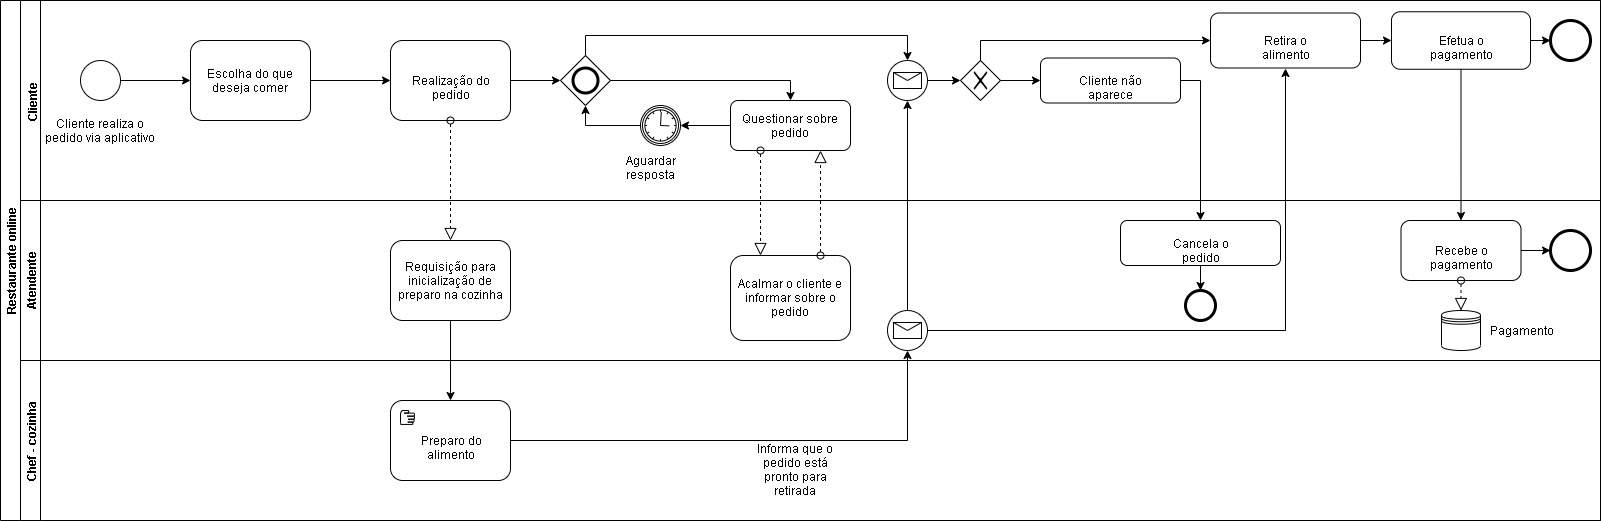 Restaurante online
Cliente
Cliente realiza o
pedido via aplicativo
Escolha do que
deseja comer
Realização do
pedido
Aguardar
resposta
Questionar sobre
pedido
Cliente não
aparece
Retira o
alimento
Efetua o
pagamento
Atendente
Requisição para
inicialização de
preparo na cozinha
Acalmar o cliente e
informar sobre o
pedido
Cancela o
pedido
Recebe o
pagamento
Pagamento
Chef - cozinha
Preparo do
alimento
Informa que o
pedido está
pronto para
retirada